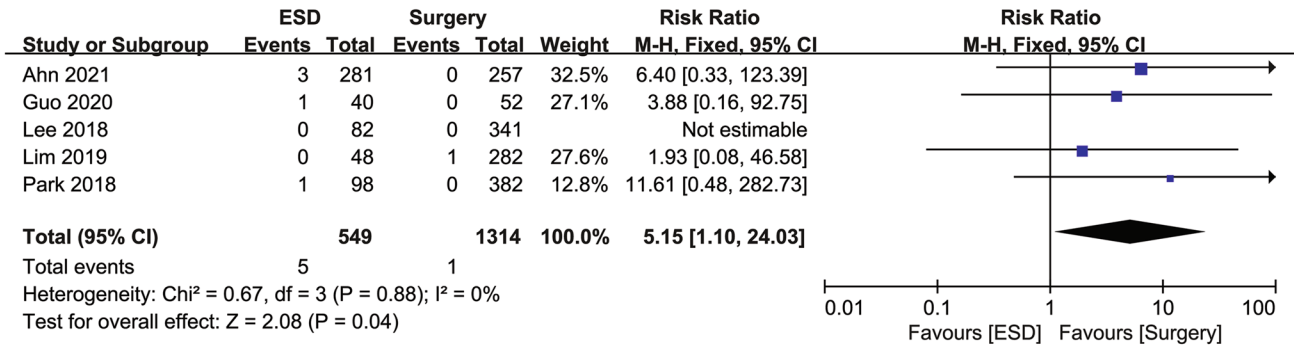 ESD Surgery Risk Ratio Risk Ratio
Study or Subgroup Events Total Events Total Weight M-H, Fixed, 95% CI M-H, Fixed, 95% CI
Ahn 2021 3 281 0 257 32.5% 6.40 [0.33, 123.39]
Guo 2020 1 40 0 52 27.1% 3.88 [0.16, 92.75]
Lee 2018 0 82 0 341 Not estimable
Lim 2019 0 48 1 282 27.6% 1.93 [0.08, 46.58]
Park 2018 1 98 0 382 12.8% 11.61 [0.48, 282.73]
Total (95% CI) 549 1314 100.0% 5.15 [1.10, 24.03]
Total events 5 1
Heterogeneity: Chi² = 0.67, df = 3 (P = 0.88); I² = 0%
Test for overall effect: Z = 2.08 (P = 0.04)
0.01 0.1 1 10 100
Favours [ESD] Favours [Surgery]